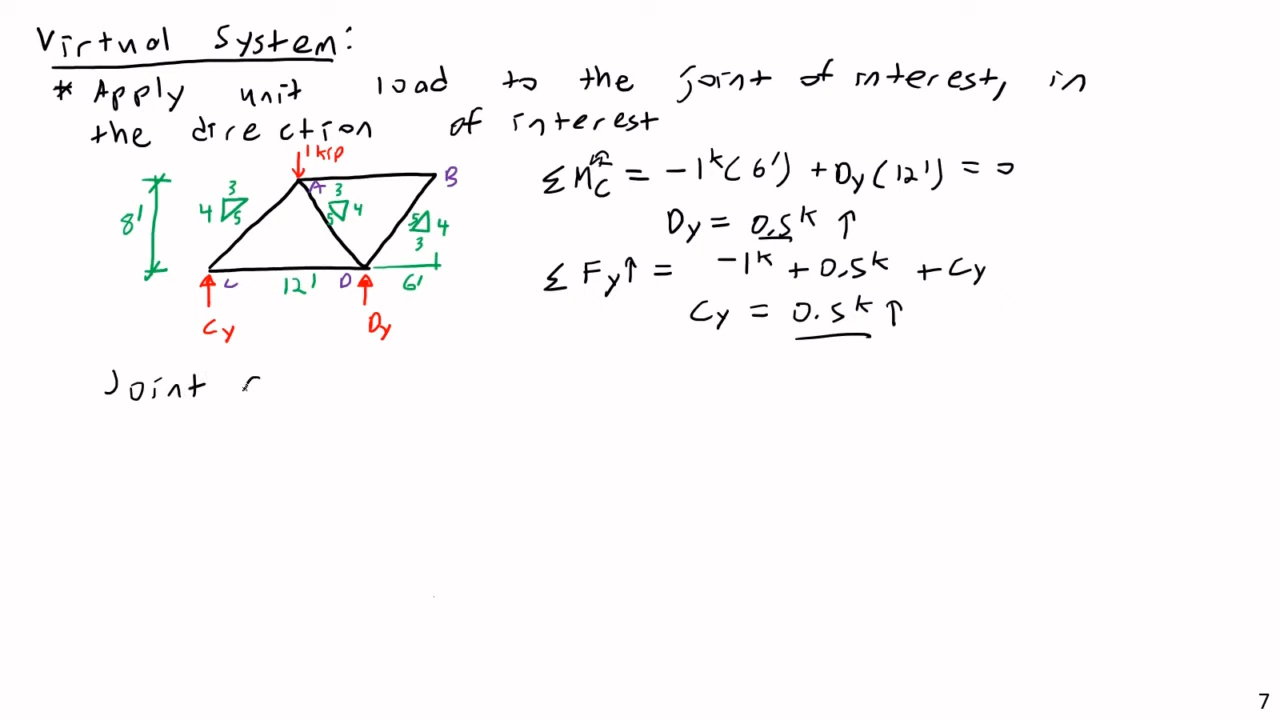 Virtual System:
* Apply unit load to the joint of interest, in
the direction of interest
1 kip
A
B
3
4
5
3
5
4
5
4
3
8'
C
12'
D
6'
Cy
Dy
ΣMC = -1ᵏ(6') + Dy(12') = 0
Dy = 0.5ᵏ ↑
ΣFy↑ = -1ᵏ + 0.5ᵏ + Cy
Cy = 0.5ᵏ ↑
Joint
7